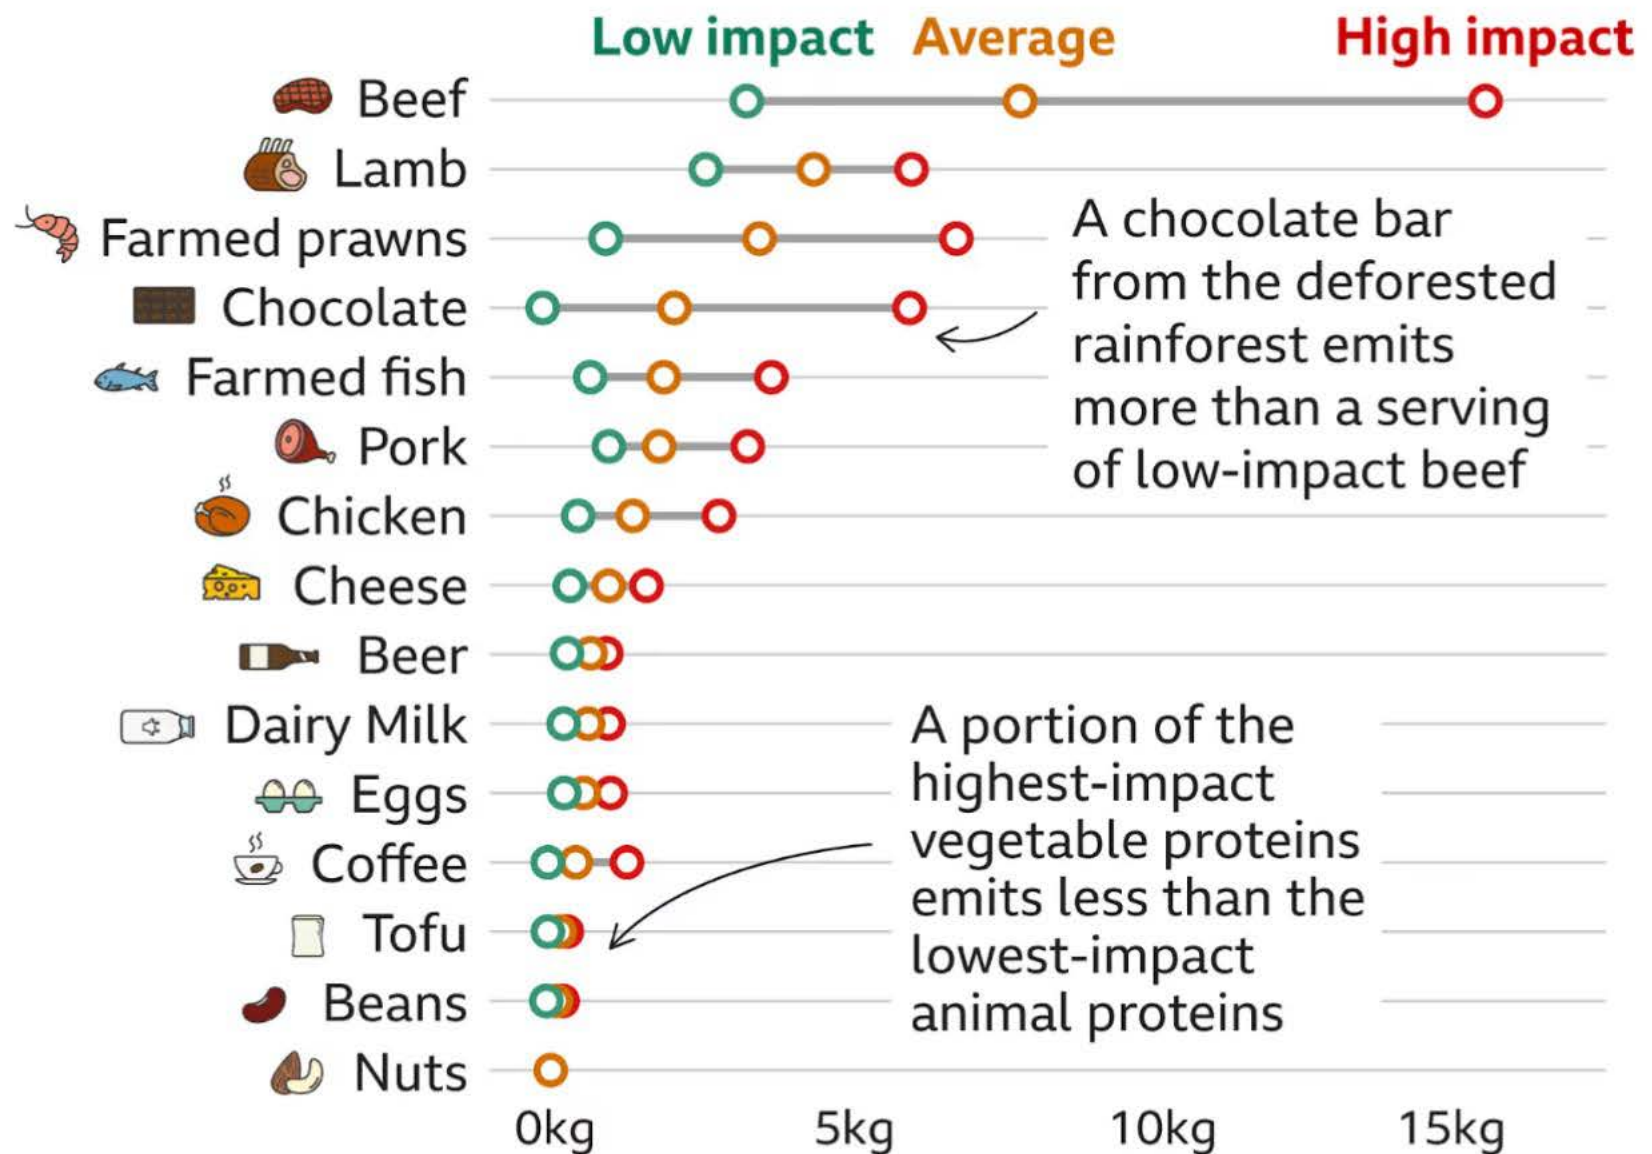 Low impact Average High impact
Beef
Lamb
Farmed prawns
Chocolate
Farmed fish
Pork
Chicken
Cheese
Beer
Dairy Milk
Eggs
Coffee
Tofu
Beans
Nuts
A chocolate bar
from the deforested
rainforest emits
more than a serving
of low-impact beef
A portion of the
highest-impact
vegetable proteins
emits less than the
lowest-impact
animal proteins
0kg 5kg 10kg 15kg